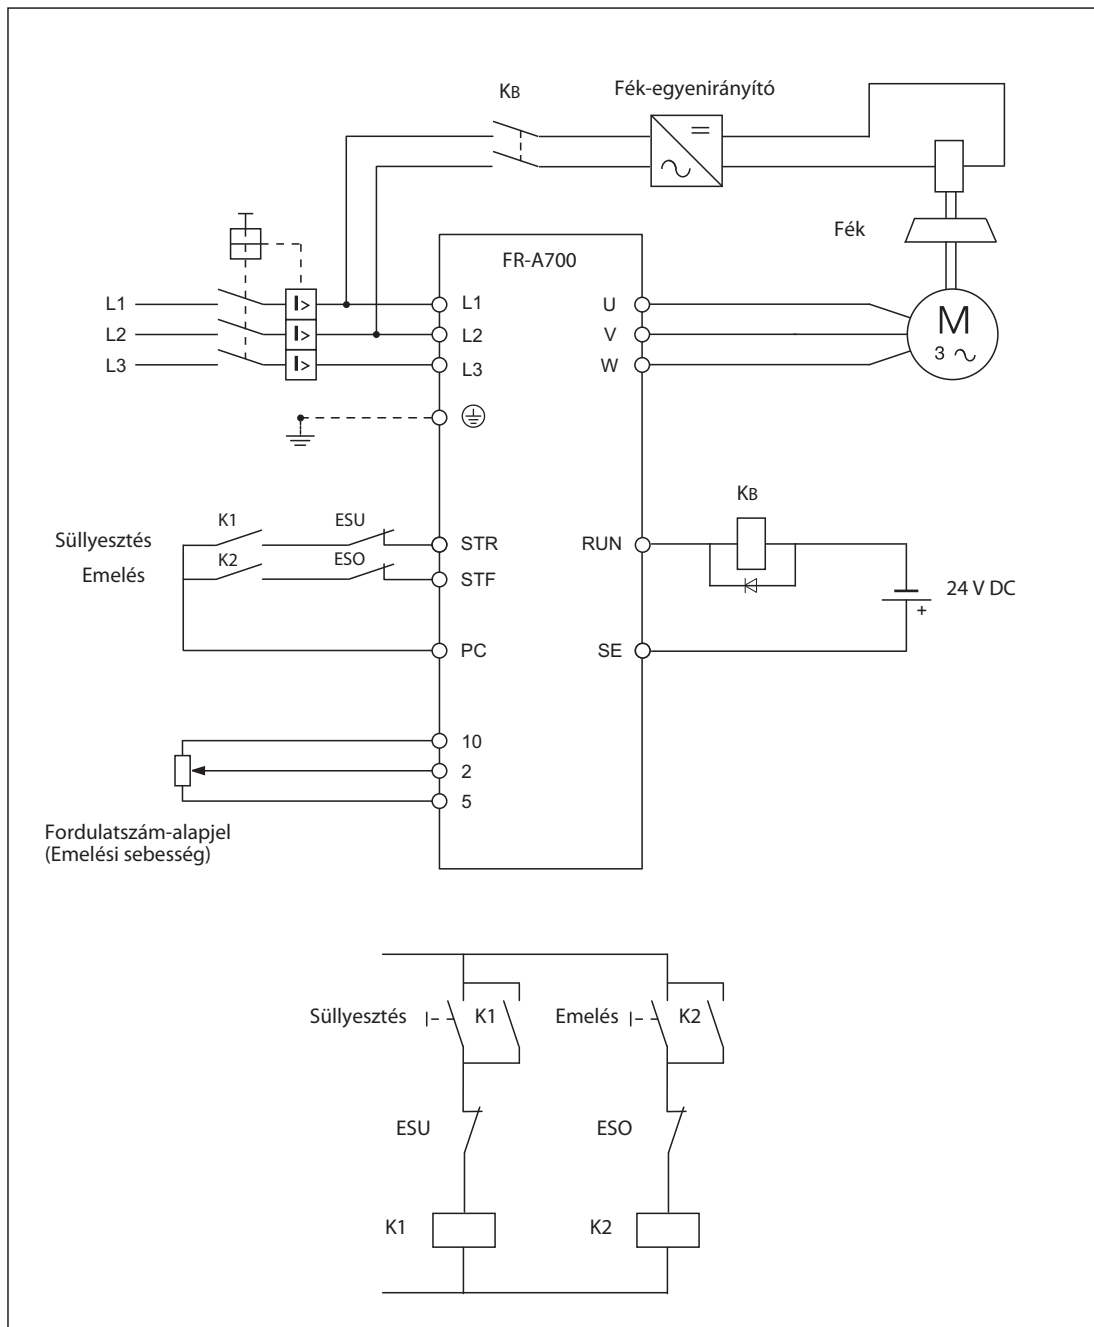 KB
Fék-egyenirányító
Fék
FR-A700
L1
L2
L3
I>
I>
I>
L1
L2
L3
U
V
W
M
3 ~
Süllyesztés
Emelés
K1
ESU
K2
ESO
STR
STF
PC
RUN
SE
KB
24 V DC
+
10
2
5
Fordulatszám-alapjel
(Emelési sebesség)
Süllyesztés
K1
Emelés
K2
ESU
ESO
K1
K2